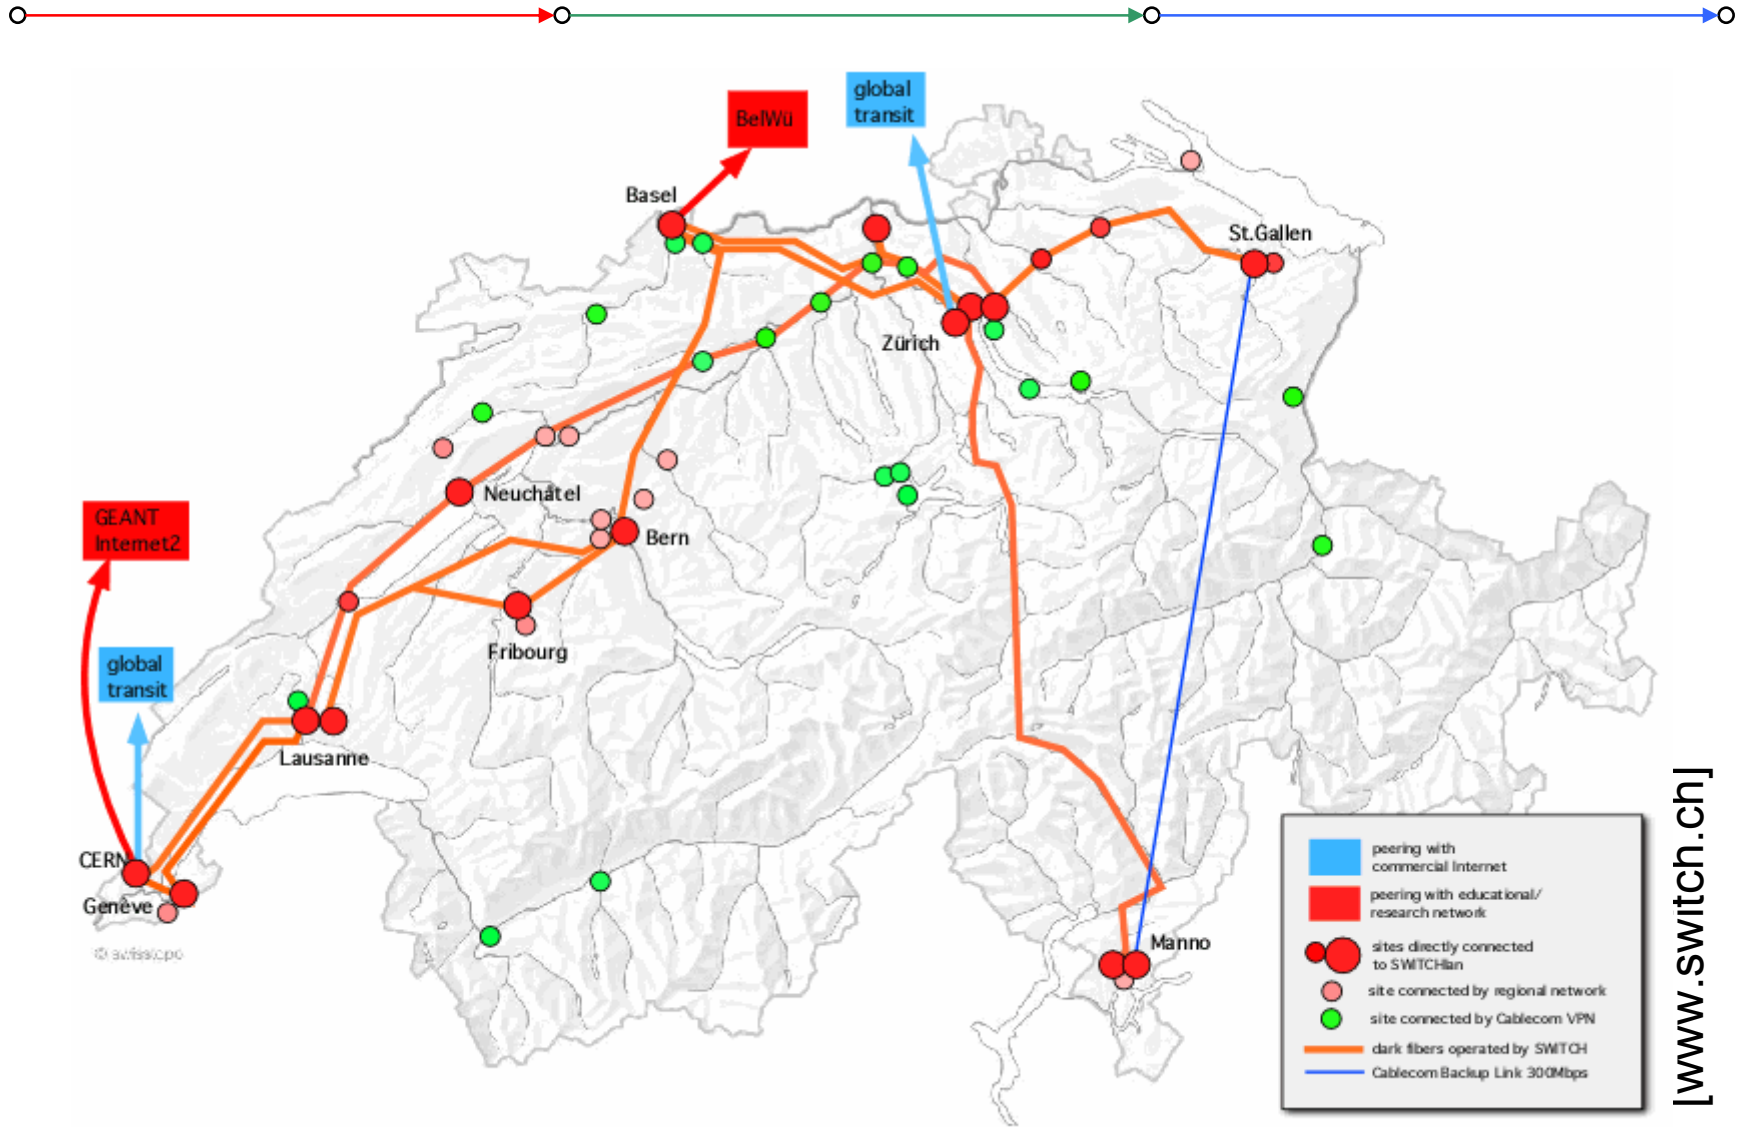 BelWü
global
transit
Basel
St.Gallen
Zürich
Neuchâtel
GEANT
Internet2
Bern
Fribourg
global
transit
Lausanne
CERN
Genève
© swisstopo
Manno
peering with
commercial Internet
peering with educational/
research network
sites directly connected
to SWITCHlan
site connected by regional network
site connected by Cablecom VPN
dark fibers operated by SWITCH
Cablecom Backup Link 300Mbps
[www.switch.ch]